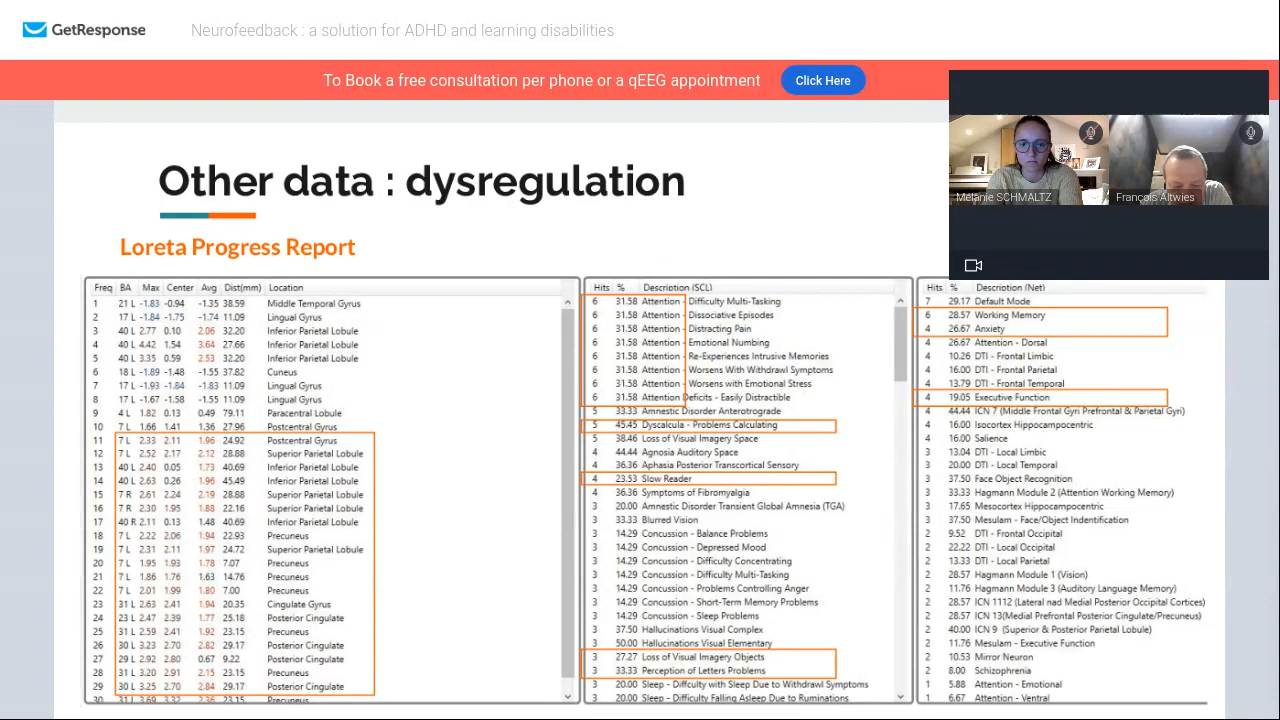 GetResponse
Neurofeedback : a solution for ADHD and learning disabilities
To Book a free consultation per phone or a qEEG appointment
Click Here
Mélanie SCHMALTZ
François Altwies
Other data : dysregulation
Loreta Progress Report
Freq BA Max Center Avg Dist(mm) Location
1 21 L -1.83 -0.94 -1.35 38.59 Middle Temporal Gyrus
2 17 L -1.84 -1.75 -1.74 11.09 Lingual Gyrus
3 40 L 2.77 0.10 2.06 32.20 Inferior Parietal Lobule
4 40 L 4.42 1.54 3.64 27.66 Inferior Parietal Lobule
5 40 L 3.35 0.59 2.53 32.20 Inferior Parietal Lobule
6 18 L -1.89 -1.48 -1.55 37.82 Cuneus
7 17 L -1.93 -1.84 -1.83 11.09 Lingual Gyrus
8 17 L -1.67 -1.58 -1.55 11.09 Lingual Gyrus
9 4 L 1.82 0.13 0.49 79.11 Paracentral Lobule
10 7 L 1.66 1.41 1.36 27.96 Postcentral Gyrus
11 7 L 2.33 2.11 1.96 24.92 Postcentral Gyrus
12 7 L 2.52 2.17 2.12 28.88 Superior Parietal Lobule
13 40 L 2.40 0.05 1.73 40.69 Inferior Parietal Lobule
14 40 L 2.63 0.26 1.96 45.49 Inferior Parietal Lobule
15 7 R 2.61 2.24 2.19 28.88 Superior Parietal Lobule
16 7 R 2.30 1.95 1.88 22.16 Superior Parietal Lobule
17 40 R 2.11 0.13 1.48 40.69 Inferior Parietal Lobule
18 7 L 2.22 2.06 1.94 22.93 Precuneus
19 7 L 2.31 2.11 1.97 24.72 Superior Parietal Lobule
20 7 L 1.95 1.93 1.78 7.07 Precuneus
21 7 L 1.86 1.76 1.63 14.76 Precuneus
22 7 L 2.01 1.99 1.80 7.00 Precuneus
23 31 L 2.63 2.41 1.94 20.35 Cingulate Gyrus
24 23 L 2.47 2.39 1.77 25.18 Posterior Cingulate
25 31 L 2.59 2.41 1.92 23.15 Precuneus
26 30 L 3.23 2.70 2.82 29.17 Posterior Cingulate
27 29 L 2.92 2.80 0.67 9.22 Posterior Cingulate
28 31 L 3.20 2.91 2.15 23.15 Precuneus
29 30 L 3.25 2.70 2.84 29.17 Posterior Cingulate
30 31 L 3.69 3.32 2.36 23.15 Precuneus
Hits % Description (SCL)
6 31.58 Attention - Difficulty Multi-Tasking
6 31.58 Attention - Dissociative Episodes
6 31.58 Attention - Distracting Pain
6 31.58 Attention - Emotional Numbing
6 31.58 Attention - Re-Experiences Intrusive Memories
6 31.58 Attention - Worsens With Withdrawl Symptoms
6 31.58 Attention - Worsens with Emotional Stress
6 31.58 Attention Deficits - Easily Distractible
5 33.33 Amnestic Disorder Anterotrograde
5 45.45 Dyscalcula - Problems Calculating
5 38.46 Loss of Visual Imagery Space
4 44.44 Agnosia Auditory Space
4 36.36 Aphasia Posterior Transcortical Sensory
4 23.53 Slow Reader
4 36.36 Symptoms of Fibromyalgia
3 20.00 Amnestic Disorder Transient Global Amnesia (TGA)
3 33.33 Blurred Vision
3 14.29 Concussion - Balance Problems
3 14.29 Concussion - Depressed Mood
3 14.29 Concussion - Difficulty Concentrating
3 14.29 Concussion - Difficulty Multi-Tasking
3 14.29 Concussion - Problems Controlling Anger
3 14.29 Concussion - Short-Term Memory Problems
3 14.29 Concussion - Sleep Problems
3 37.50 Hallucinations Visual Complex
3 50.00 Hallucinations Visual Elementary
3 27.27 Loss of Visual Imagery Objects
3 33.33 Perception of Letters Problems
3 20.00 Sleep - Diffculty with Sleep Due to Withdrawl Symptoms
3 20.00 Sleep - Difficulty Falling Asleep Due to Ruminations
Hits % Description (Net)
7 29.17 Default Mode
6 28.57 Working Memory
4 26.67 Anxiety
4 26.67 Attention - Dorsal
4 10.26 DTI - Frontal Limbic
4 16.00 DTI - Frontal Parietal
4 13.79 DTI - Frontal Temporal
4 19.05 Executive Function
4 44.44 ICN 7 (Middle Frontal Gyri Prefrontal & Parietal Gyri)
4 16.00 Isocortex Hippocampocentric
4 16.00 Salience
3 13.04 DTI - Local Limbic
3 20.00 DTI - Local Temporal
3 37.50 Face Object Recognition
3 33.33 Hagmann Module 2 (Attention Working Memory)
3 17.65 Mesocortex Hippocampocentric
3 37.50 Mesulam - Face/Object Indentification
2 9.52 DTI - Frontal Occipital
2 22.22 DTI - Local Occipital
2 13.33 DTI - Local Parietal
2 28.57 Hagmann Module 1 (Vision)
2 11.76 Hagmann Module 3 (Auditory Language Memory)
2 28.57 ICN 1112 (Lateral nad Medial Posterior Occipital Cortices)
2 28.57 ICN 13(Medial Prefrontal Posterior Cingulate/Precuneus)
2 40.00 ICN 9 (Superior & Posterior Parietal Lobule)
2 11.76 Mesulam - Executive Function
2 10.53 Mirror Neuron
2 8.00 Schizophrenia
1 5.88 Attention - Emotional
1 6.67 Attention - Ventral